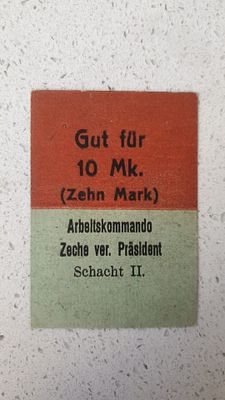 Gut für
10 Mk.
(Zehn Mark)
Arbeitskommando
Zeche ver. Präsident
Schacht II.